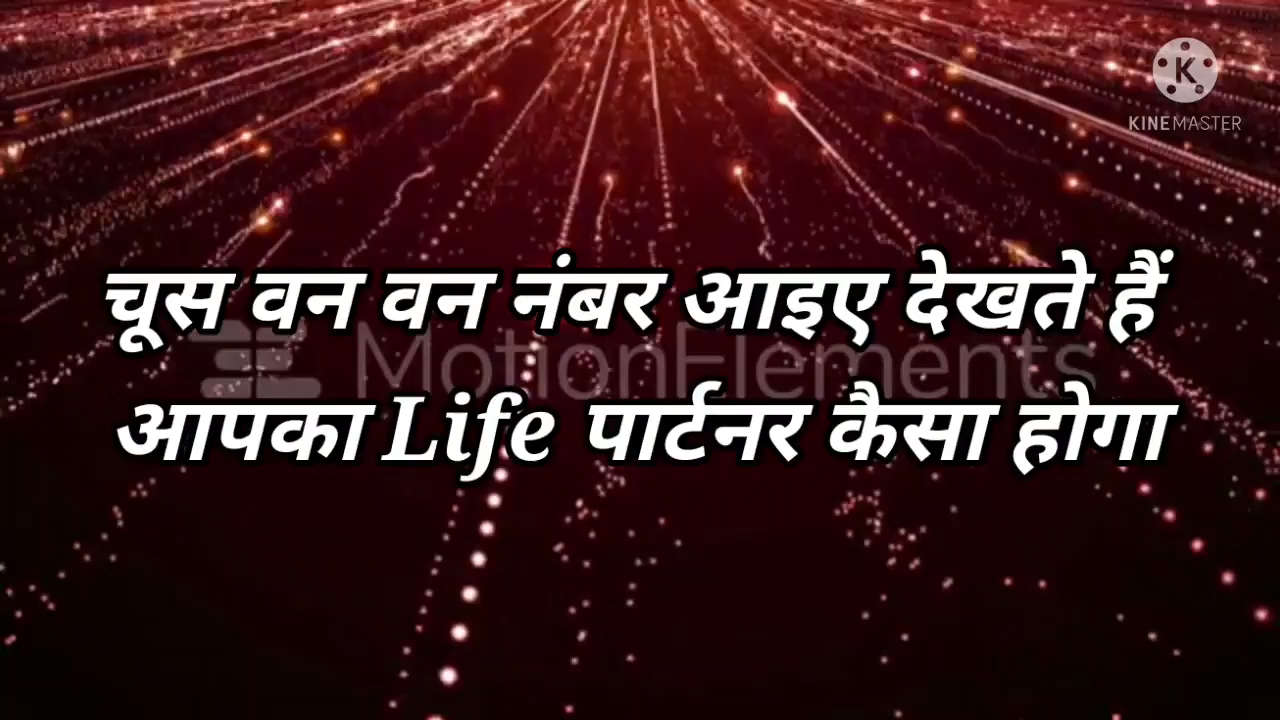 KINEMASTER
चूस वन वन नंबर आइए देखते हैं
MotionElements
आपका Life पार्टनर कैसा होगा